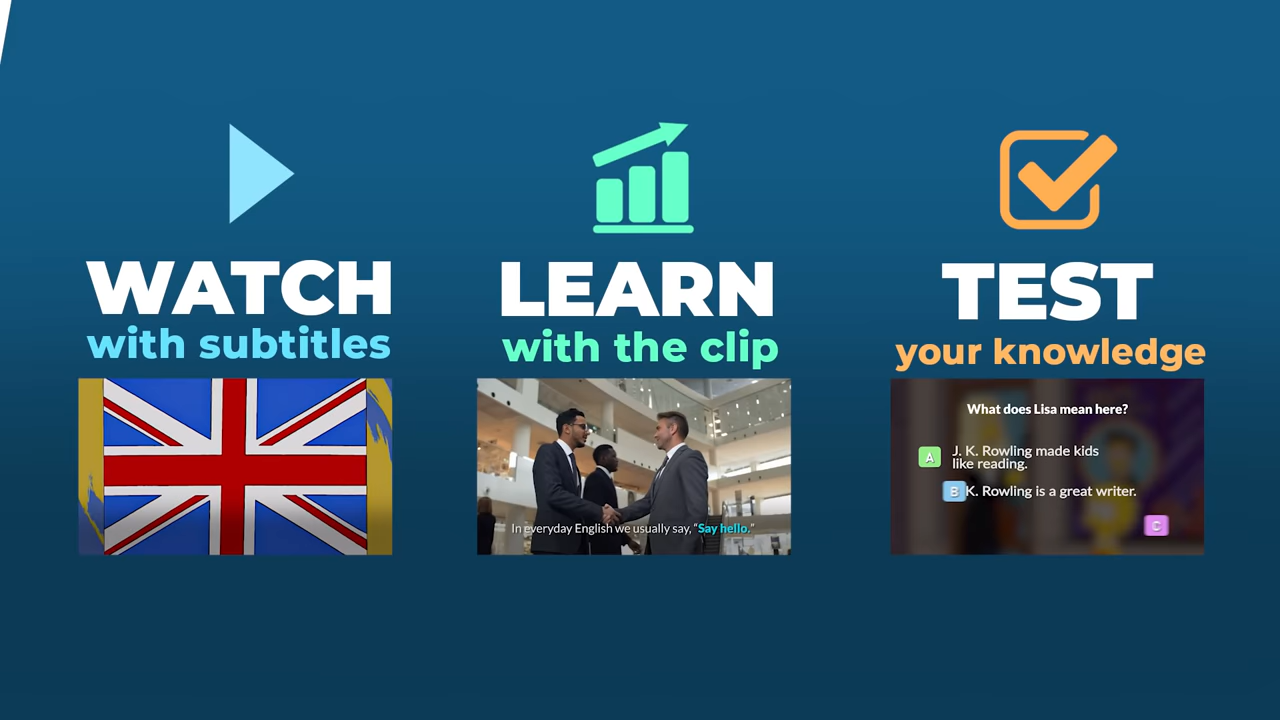 WATCH
with subtitles
LEARN
with the clip
In everyday English we usually say, “Say hello.”
TEST
your knowledge
What does Lisa mean here?
A J. K. Rowling made kids
like reading.
B K. Rowling is a great writer.
C